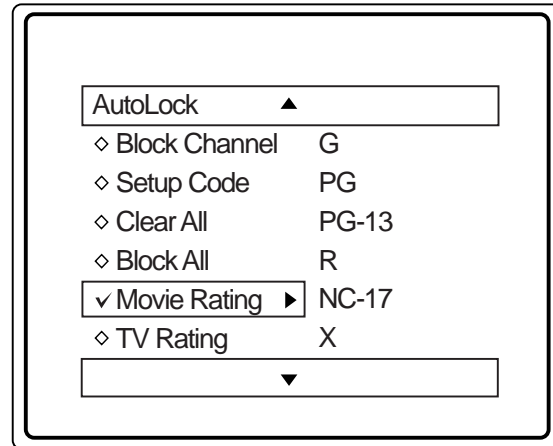 AutoLock
Block Channel G
Setup Code PG
Clear All PG-13
Block All R
Movie Rating NC-17
TV Rating X